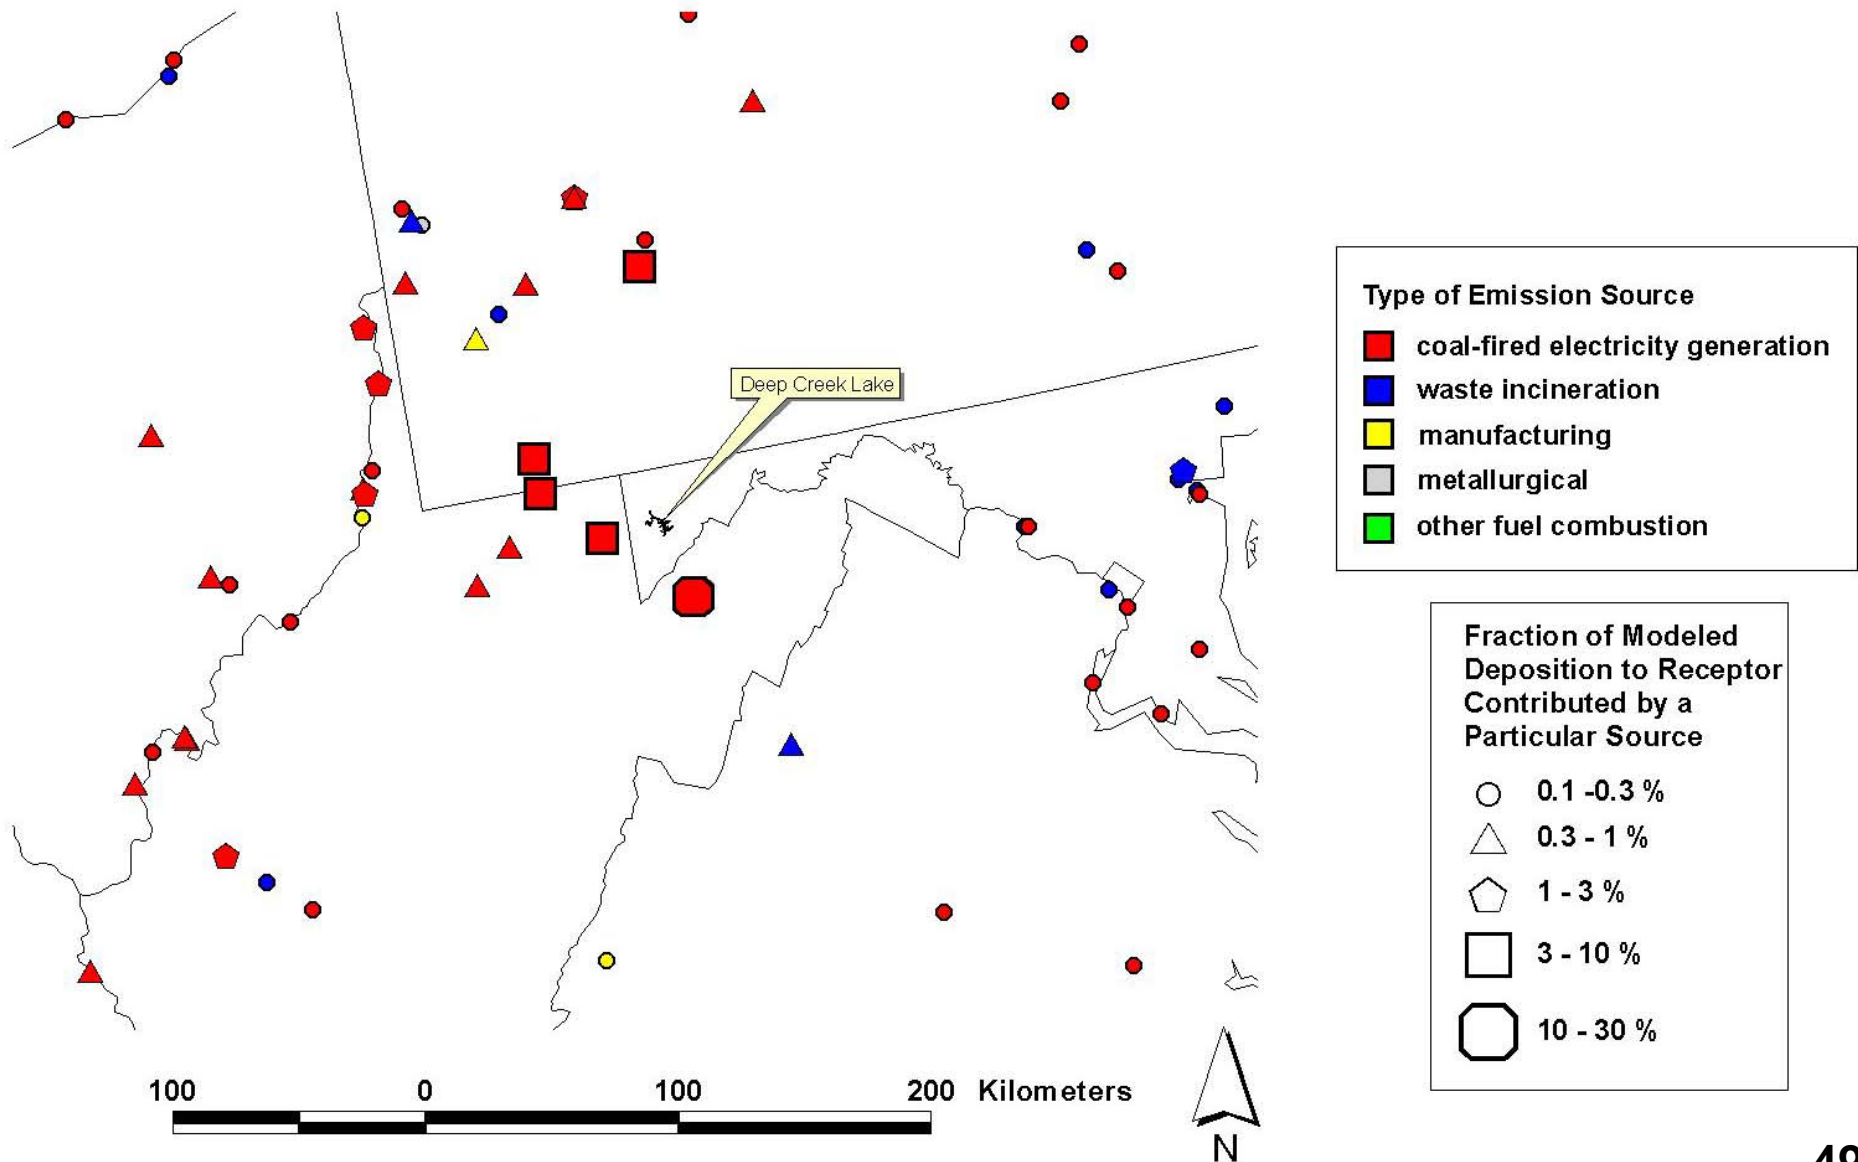 Deep Creek Lake
Type of Emission Source
coal-fired electricity generation
waste incineration
manufacturing
metallurgical
other fuel combustion
Fraction of Modeled
Deposition to Receptor
Contributed by a
Particular Source
0.1 -0.3 %
0.3 - 1 %
1 - 3 %
3 - 10 %
10 - 30 %
100 0 100 200 Kilometers
N